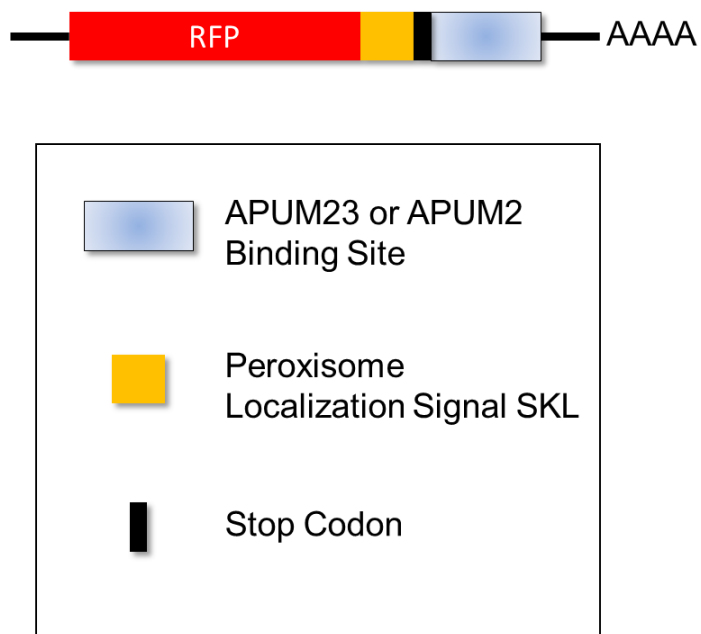 RFP AAAA
APUM23 or APUM2
Binding Site
Peroxisome
Localization Signal SKL
Stop Codon